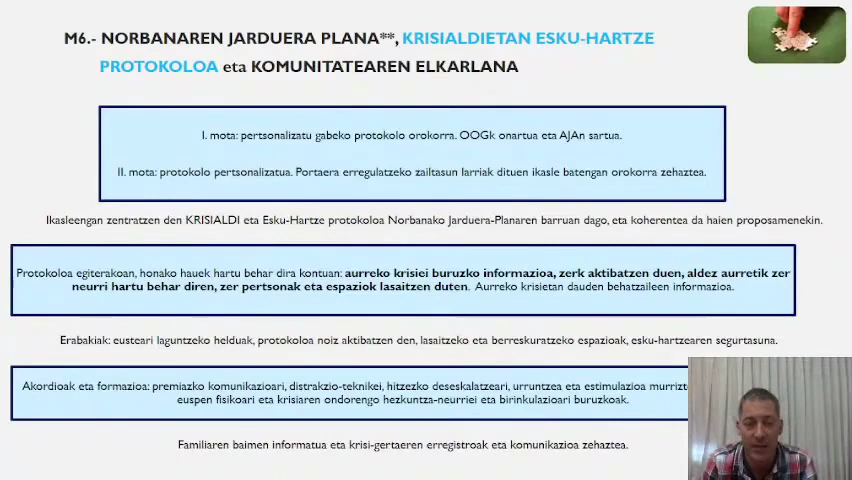 M6.- NORBANAREN JARDUERA PLANA**, KRISIALDIETAN ESKU-HARTZE
PROTOKOLOA eta KOMUNITATEAREN ELKARLANA
I. mota: pertsonalizatu gabeko protokolo orokorra. OOGk onartua eta AJAn sartua.
II. mota: protokolo pertsonalizatua. Portaera erregulatzeko zailtasun larriak dituen ikasle batengan orokorra zehaztea.
Ikasleengan zentratzen den KRISIALDI eta Esku-Hartze protokoloa Norbanako Jarduera-Planaren barruan dago, eta koherentea da haien proposamenekin.
Protokoloa egiterakoan, honako hauek hartu behar dira kontuan: aurreko krisiei buruzko informazioa, zerk aktibatzen duen, aldez aurretik zer
neurri hartu behar diren, zer pertsonak eta espaziok lasaitzen duten. Aurreko krisietan dauden behatzaileen informazioa.
Erabakiak: eusteari laguntzeko helduak, protokoloa noiz aktibatzen den, lasaitzeko eta berreskuratzeko espazioak, esku-hartzearen segurtasuna.
Akordioak eta formazioa: premiazko komunikazioari, distrakzio-teknikei, hitzezko deseskalatzeari, urruntzea eta estimulazioa
euspen fisikoari eta krisiaren ondorengo hezkuntza-neurriei eta birinkulazioari buruzkoak.
Familiaren baimen informatua eta krisi-gertaeren erregistroak eta komunikazioa zehaztea.